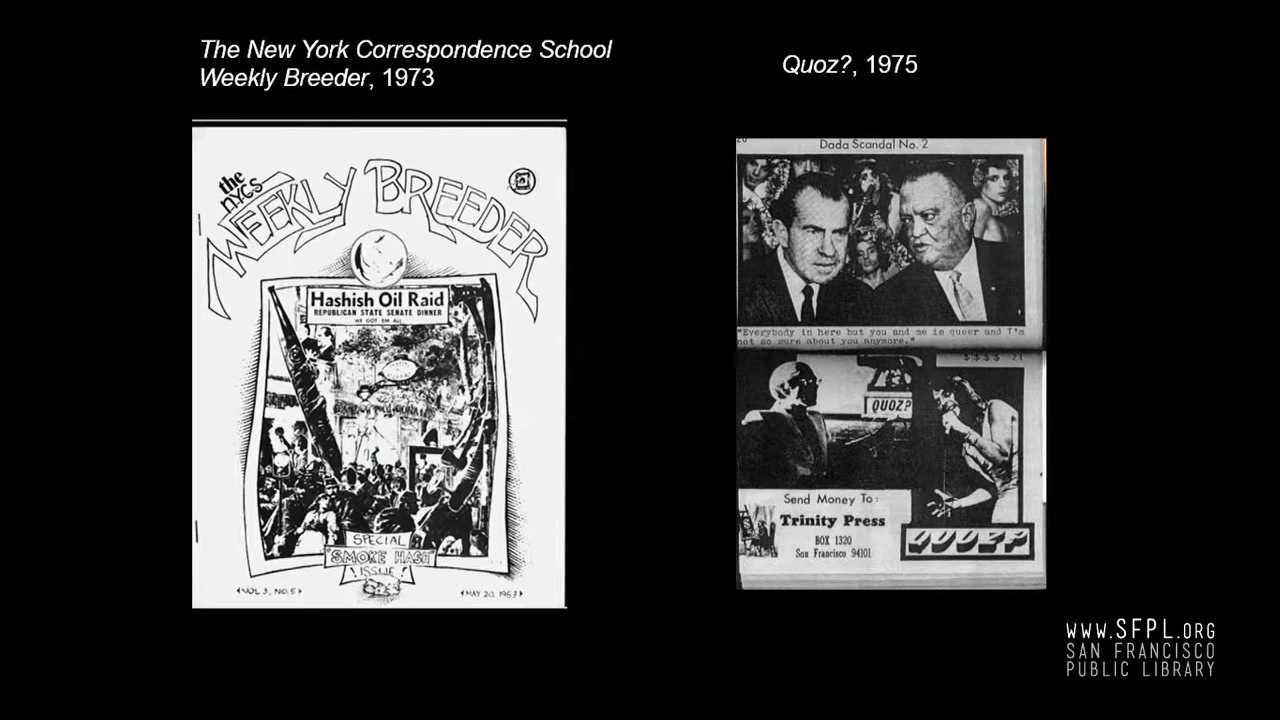 The New York Correspondence School
Weekly Breeder, 1973
Quoz?, 1975
the
NYCS
WEEKLY BREEDER
Hashish Oil Raid
REPUBLICAN STATE SENATE DINNER
WE GOT EM ALL
SPECIAL
"SMOKE HASH"
ISSUE!
VOL 3, NO. 5
MAY 20, 1953
Dada Scandal No. 2
"Everybody in here but you and me is queer and I'm
not so sure about you anymore."
$$$$ 21
QUOZ?
Send Money To:
Trinity Press
BOX 1320
San Francisco 94101
WWW.SFPL.ORG
SAN FRANCISCO
PUBLIC LIBRARY